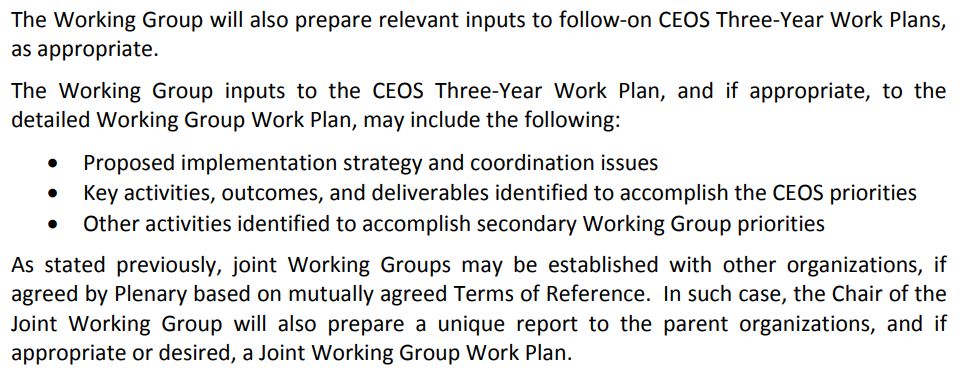 The Working Group will also prepare relevant inputs to follow-on CEOS Three-Year Work Plans,
as appropriate.
The Working Group inputs to the CEOS Three-Year Work Plan, and if appropriate, to the
detailed Working Group Work Plan, may include the following:
• Proposed implementation strategy and coordination issues
• Key activities, outcomes, and deliverables identified to accomplish the CEOS priorities
• Other activities identified to accomplish secondary Working Group priorities
As stated previously, joint Working Groups may be established with other organizations, if
agreed by Plenary based on mutually agreed Terms of Reference.  In such case, the Chair of the
Joint Working Group will also prepare a unique report to the parent organizations, and if
appropriate or desired, a Joint Working Group Work Plan.